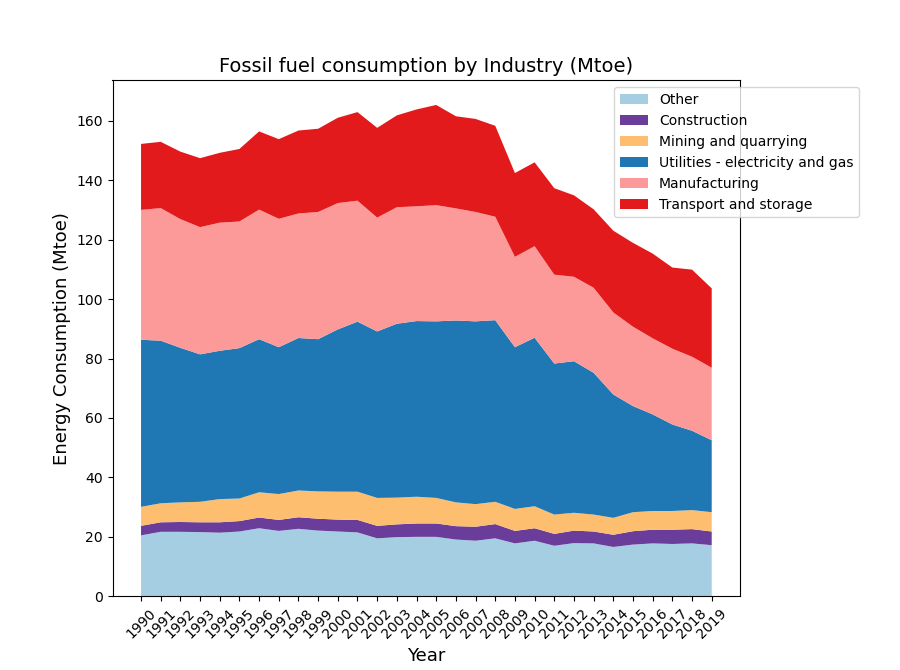 Fossil fuel consumption by Industry (Mtoe)
Other
Construction
Mining and quarrying
Utilities - electricity and gas
Manufacturing
Transport and storage
Energy Consumption (Mtoe)
160
140
120
100
80
60
40
20
0
1990 1991 1992 1993 1994 1995 1996 1997 1998 1999 2000 2001 2002 2003 2004 2005 2006 2007 2008 2009 2010 2011 2012 2013 2014 2015 2016 2017 2018 2019
Year